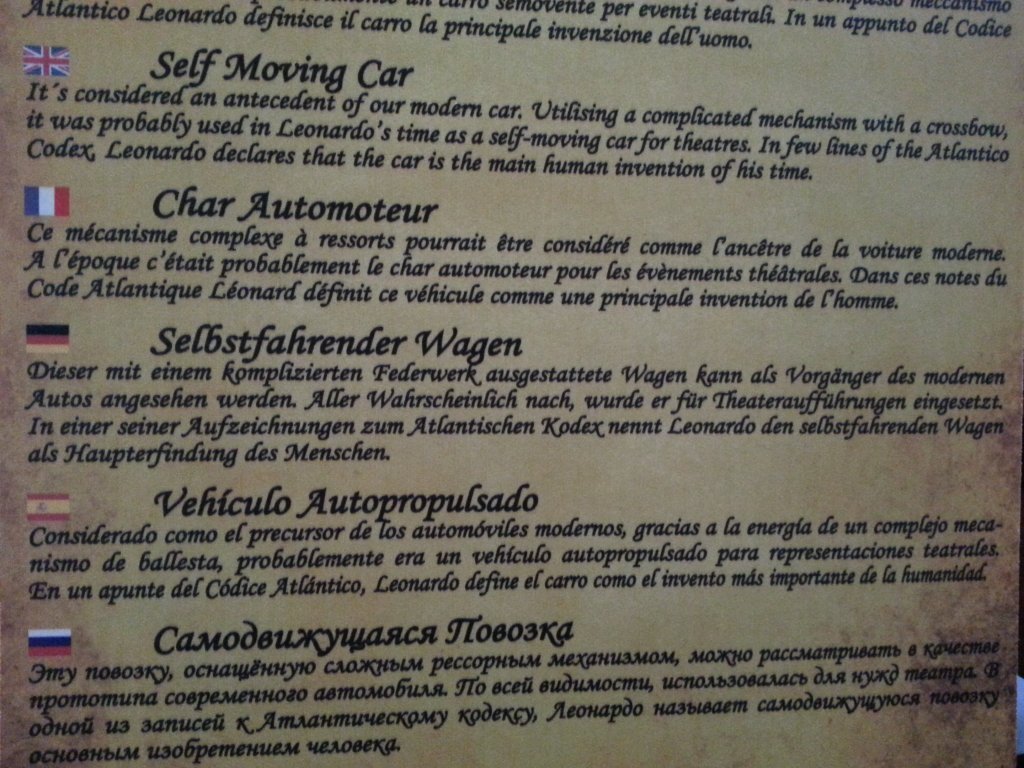 un carro semovente per eventi teatrali. In un appunto del Codice
Atlantico Leonardo definisce il carro la principale invenzione dell'uomo.
Self Moving Car
It´s considered an antecedent of our modern car. Utilising a complicated mechanism with a crossbow,
it was probably used in Leonardo's time as a self-moving car for theatres. In few lines of the Atlantico
Codex, Leonardo declares that the car is the main human invention of his time.
Char Automoteur
Ce mécanisme complexe à ressorts pourrait être considéré comme l'ancêtre de la voiture moderne.
A l'époque c'était probablement le char automoteur pour les évènements théâtrales. Dans ces notes du
Code Atlantique Léonard définit ce véhicule comme une principale invention de l'homme.
Selbstfahrender Wagen
Dieser mit einem komplizierten Federwerk ausgestattete Wagen kann als Vorgänger des modernen
Autos angesehen werden. Aller Wahrscheinlich nach, wurde er für Theateraufführungen eingesetzt.
In einer seiner Aufzeichnungen zum Atlantischen Kodex nennt Leonardo den selbstfahrenden Wagen
als Haupterfindung des Menschen.
Vehículo Autopropulsado
Considerado como el precursor de los automóviles modernos, gracias a la energía de un complejo meca-
nismo de ballesta, probablemente era un vehículo autopropulsado para representaciones teatrales.
En un apunte del Códice Atlántico, Leonardo define el carro como el invento más importante de la humanidad.
Самодвижущаяся Повозка
Эту повозку, оснащённую сложным рессорным механизмом, можно рассматривать в качестве
прототипа современного автомобиля. По всей видимости, использовалась для нужд театра. В
одной из записей к Атлантическому кодексу, Леонардо называет самодвижущуюся повозку
основным изобретением человека.